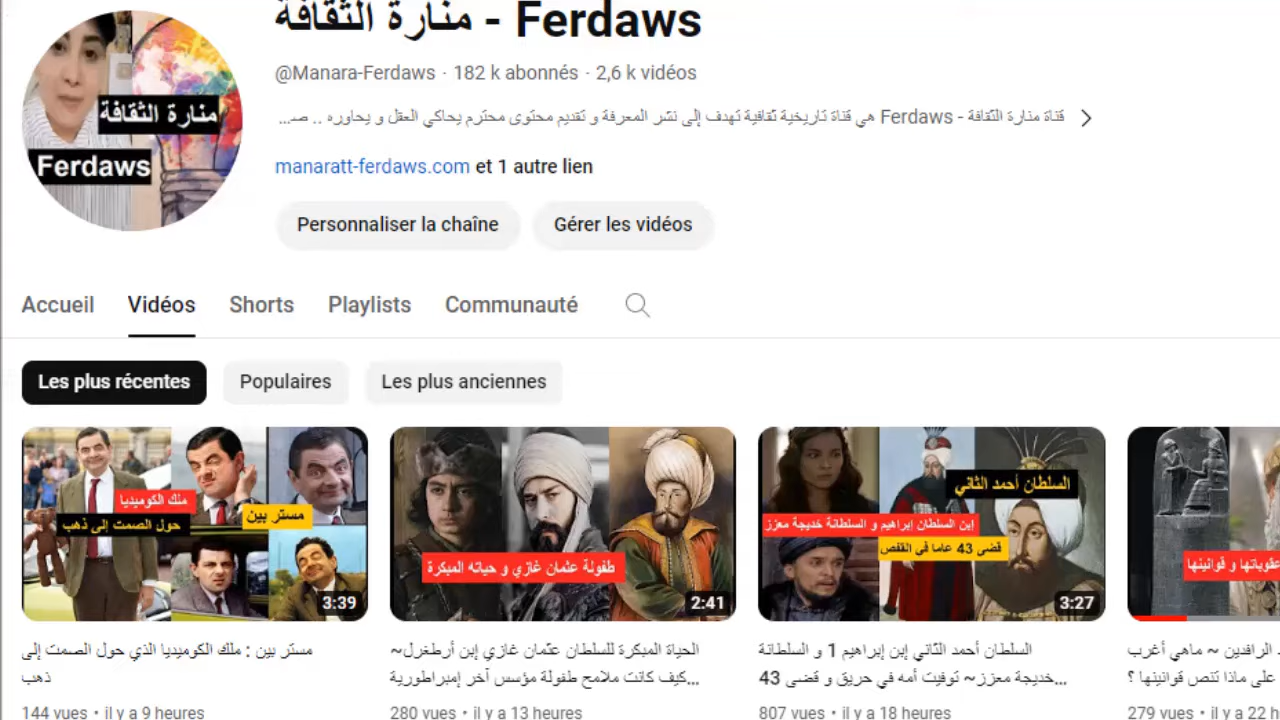 منارة الثقافة - Ferdaws
@Manara-Ferdaws · 182 k abonnés · 2,6 k vidéos
قناة منارة الثقافة - Ferdaws هي قناة تاريخية ثقافية تهدف إلى نشر المعرفة و تقديم محتوى محترم يحاكي العقل و يحاوره .. صـ...
manaratt-ferdaws.com et 1 autre lien
منارة الثقافة
Ferdaws
Personnaliser la chaîne
Gérer les vidéos
Accueil Vidéos Shorts Playlists Communauté
Les plus récentes Populaires Les plus anciennes
ملك الكوميديا
حول الصمت إلى ذهب
مستر بين
3:39
طفولة عثمان غازي و حياته المبكرة
2:41
السلطان أحمد الثاني
إبن السلطان إبراهيم و السلطانة خديجة معزز
قضى 43 عاما في القفص
3:27
عقوباتها و قوانينها
مستر بين : ملك الكوميديا الذي حول الصمت إلى
ذهب
144 vues • il y a 9 heures
الحياة المبكرة للسلطان عثمان غازي إبن أرطغرل~
كيف كانت ملامح طفولة مؤسس آخر إمبراطورية...
280 vues • il y a 13 heures
السلطان أحمد الثاني إبن إبراهيم 1 و السلطانة
خديجة معزز~ توفيت أمه في حريق و قضى 43...
807 vues • il y a 18 heures
الرافدين ~ ماهي أغرب
على ماذا تنص قوانينها ؟
279 vues • il y a 22 h